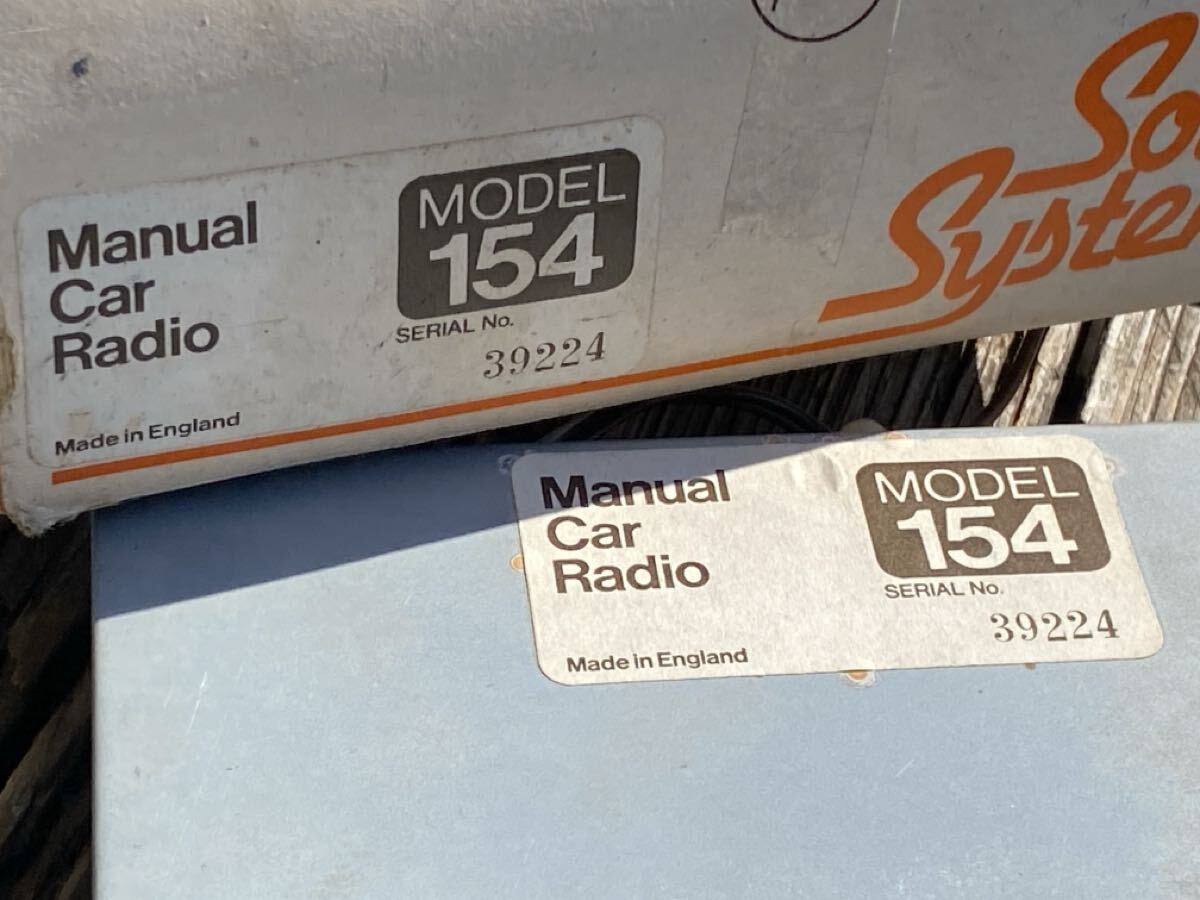 Manual
Car
Radio
MODEL
154
SERIAL No.
39224
Made in England
System
Manual
Car
Radio
MODEL
154
SERIAL No.
39224
Made in England